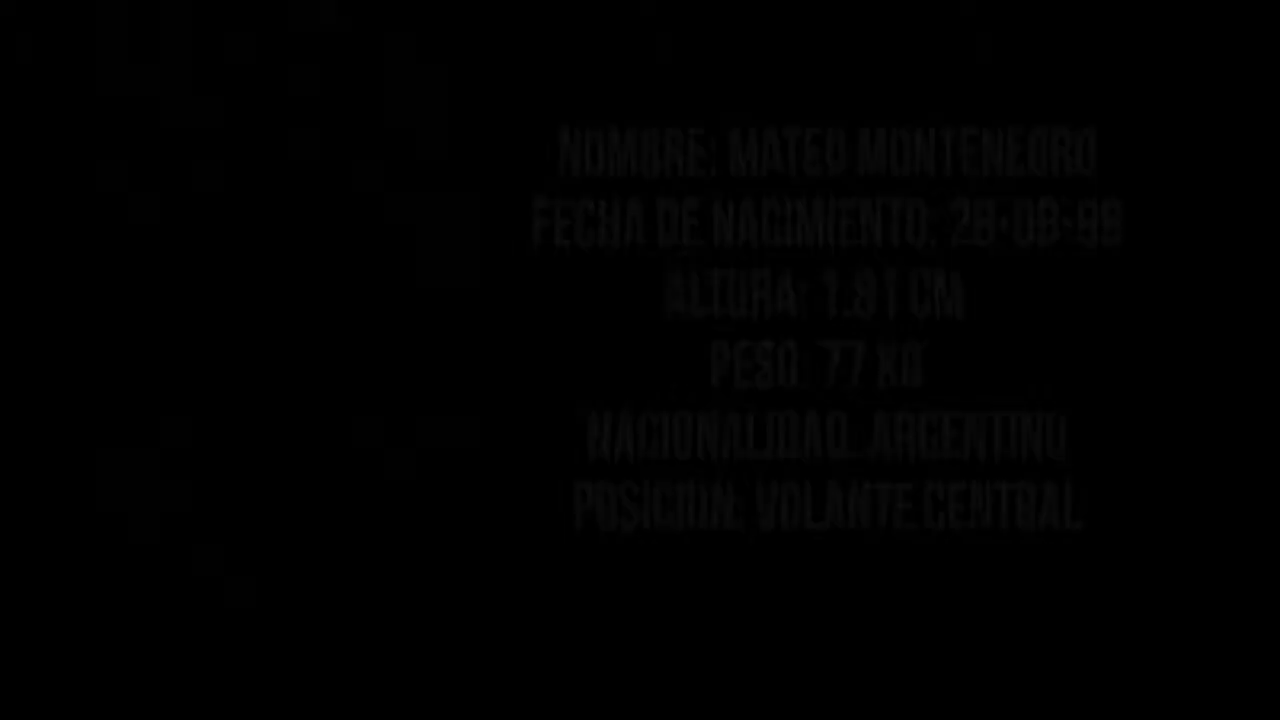 NOMBRE: MATEO MONTENEGRO
FECHA DE NACIMIENTO:
ALTURA: 1.81 CM
PESO: 77 KG
NACIONALIDAD: ARGENTINO
POSICION: VOLANTE CENTRAL